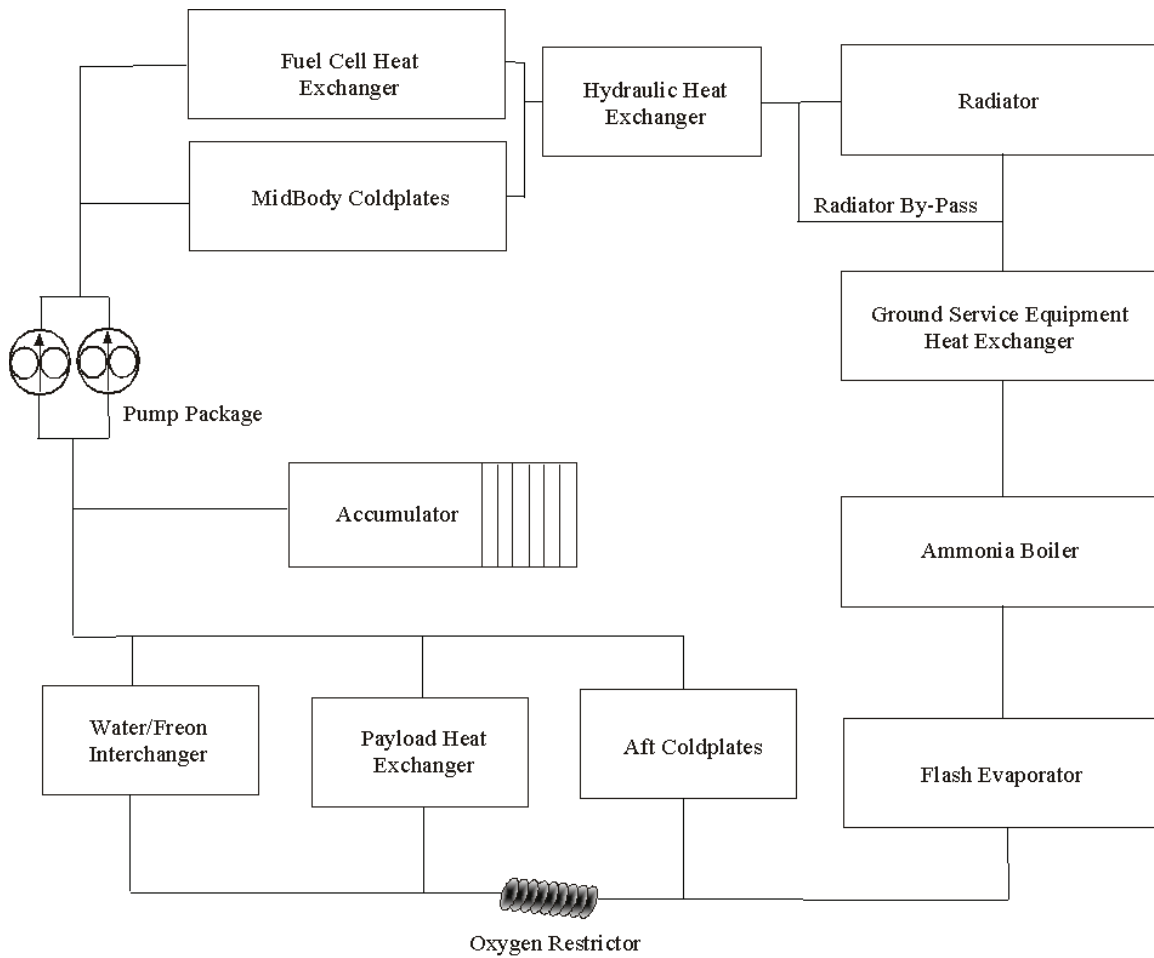 Fuel Cell Heat
Exchanger
Hydraulic Heat
Exchanger
Radiator
MidBody Coldplates
Radiator By-Pass
Ground Service Equipment
Heat Exchanger
Pump Package
Accumulator
Ammonia Boiler
Water/Freon
Interchanger
Payload Heat
Exchanger
Aft Coldplates
Flash Evaporator
Oxygen Restrictor